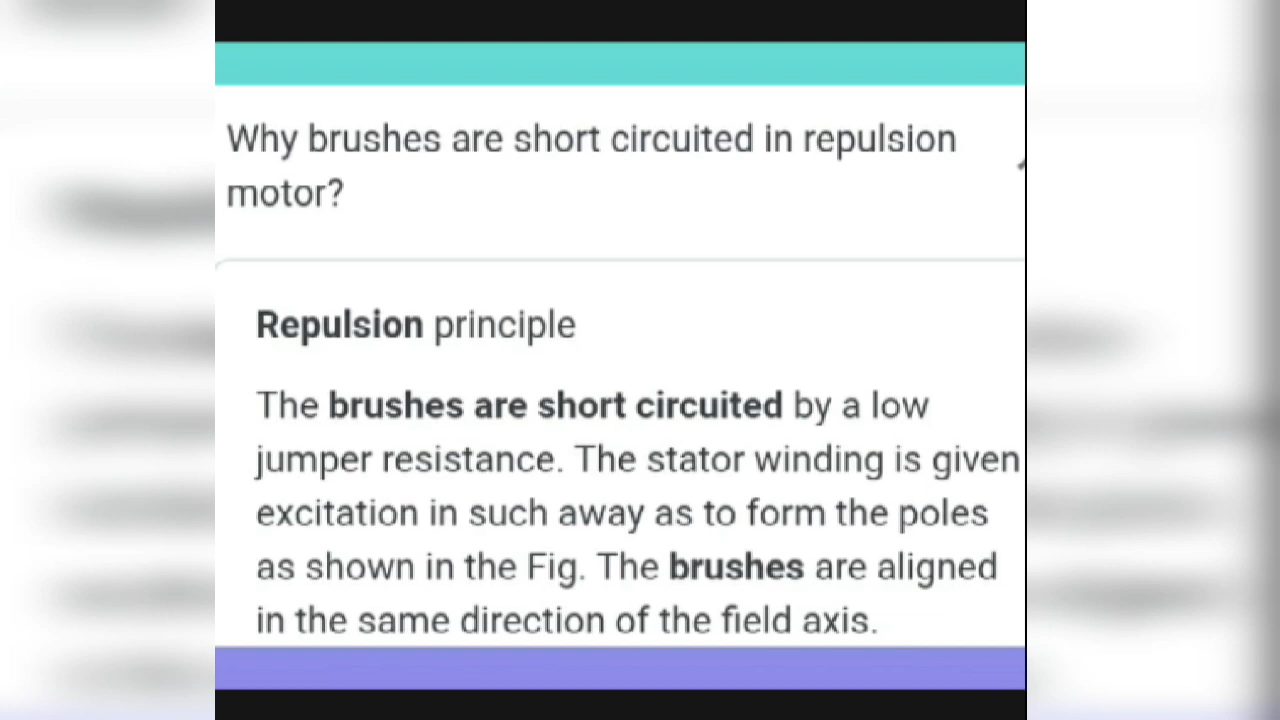 Why brushes are short circuited in repulsion
motor?
Repulsion principle
The brushes are short circuited by a low
jumper resistance. The stator winding is given
excitation in such away as to form the poles
as shown in the Fig. The brushes are aligned
in the same direction of the field axis.